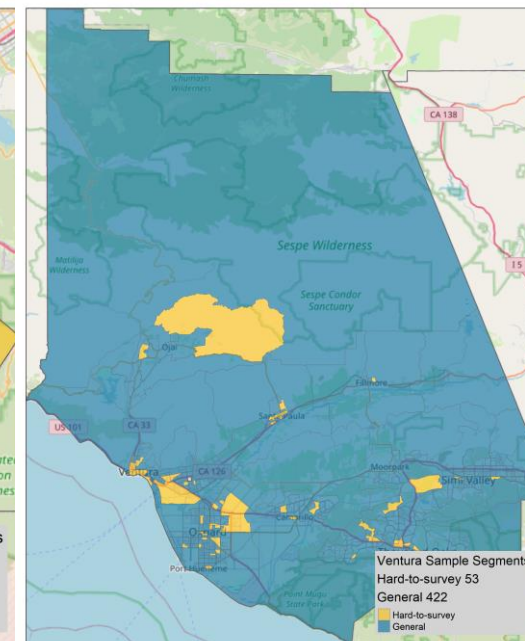 Chumash
Wilderness
CA 138
Matilija
Wilderness
Sespe Wilderness
I 5
Sespe Condor
Sanctuary
Ojai
Fillmore
US 101
CA 33
Santa Paula
Ventura
CA 126
Moorpark
Simi Valley
Port Hueneme
Point Mugu
State Park
Ventura Sample Segments
Hard-to-survey 53
General 422
Hard-to-survey
General